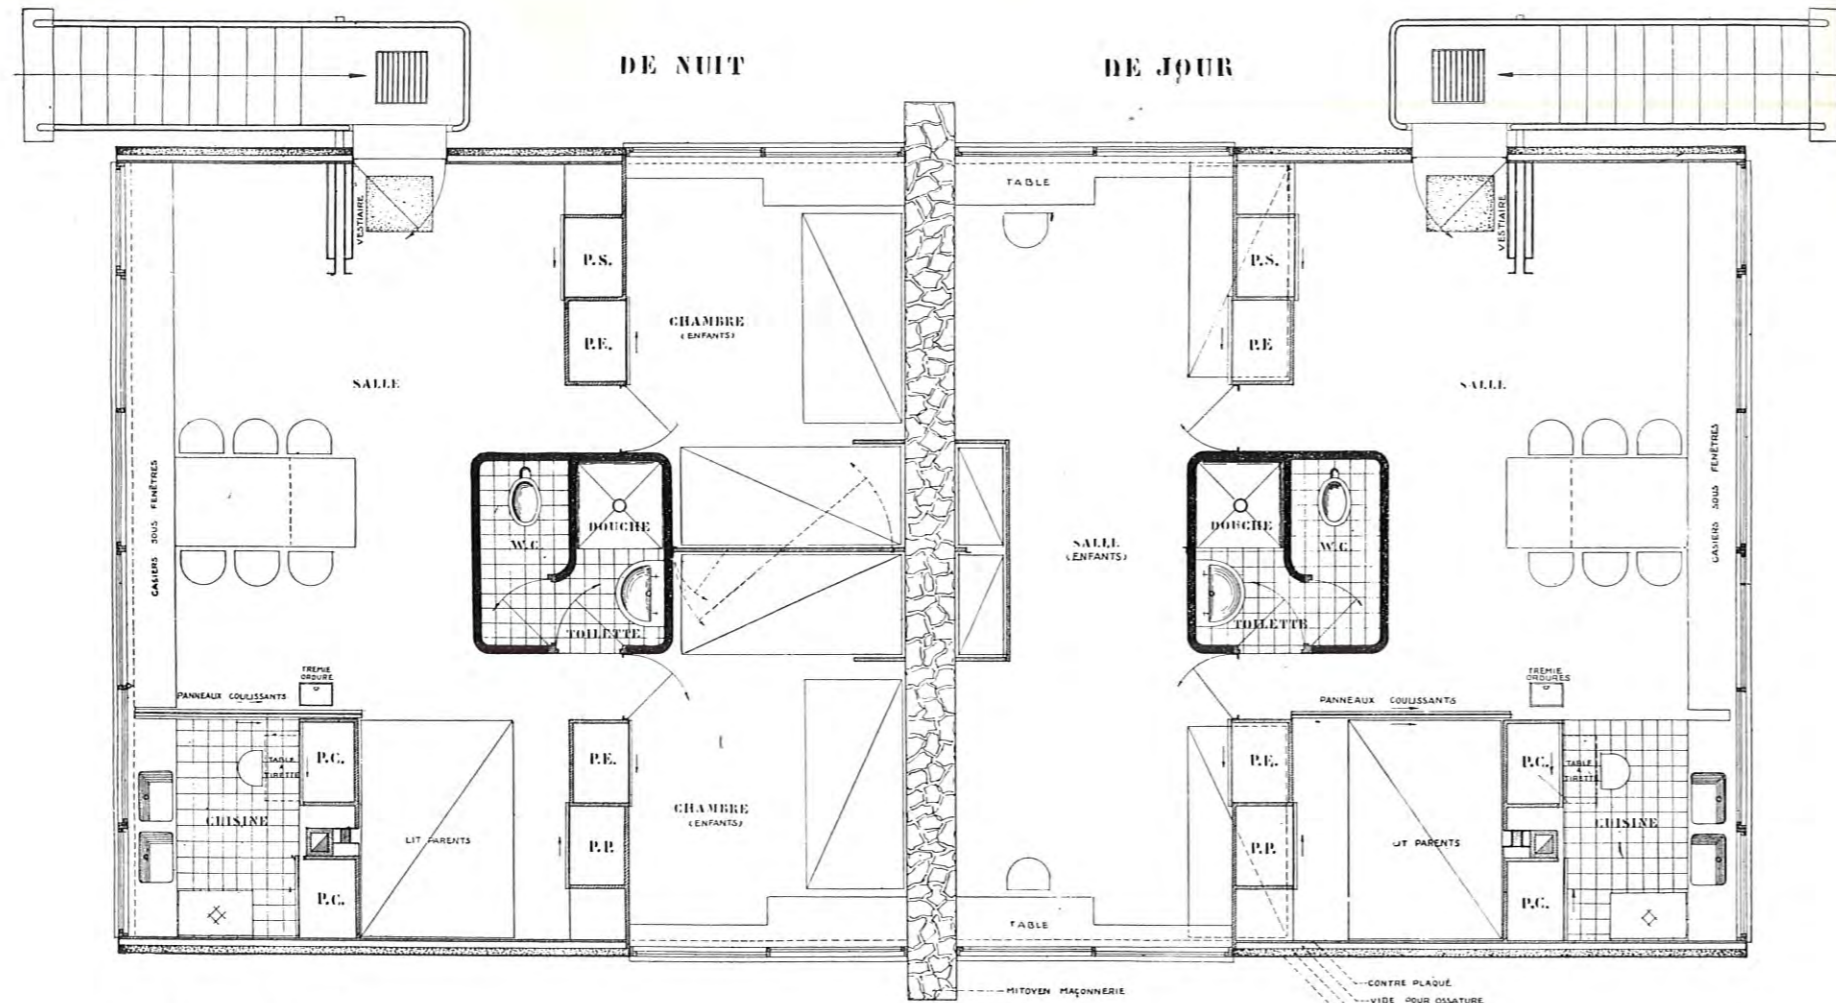 DE NUIT
DE JOUR
VESTIAIRE
P.S.
P.E.
CHAMBRE
(ENFANTS)
SALLE
CASIERS SOUS FENÊTRES
W.C.
DOUCHE
TOILETTE
TREMIE
ORDURE
PANNEAUX COULISSANTS
P.C.
TABLE
A
TIRETTE
CUISINE
LIT PARENTS
P.C.
P.E.
P.P.
CHAMBRE
(ENFANTS)
TABLE
P.S.
P.E
VESTIAIRE
SALLE
SALLE
(ENFANTS)
DOUCHE
W.C.
TOILETTE
CASIERS SOUS FENÊTRES
TREMIE
ORDURES
PANNEAUX COULISSANTS
P.E.
P.P.
LIT PARENTS
P.C.
TABLE
A
TIRETTE
CUISINE
P.C.
TABLE
MITOYEN MAÇONNERIE
CONTRE PLAQUÉ
VIDE POUR OSSATURE